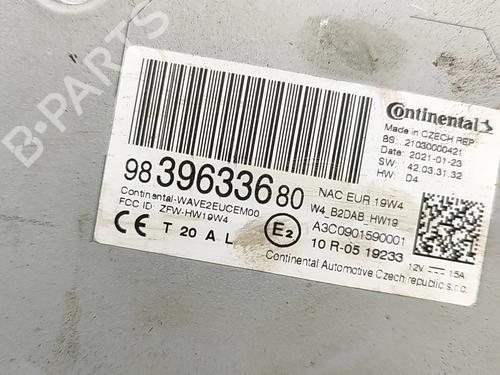 B-PARTS
Continental
Made in CZECH REP.
BS.: 21030000421
Date: 2021-01-23
SW: 42.03.31.32
HW: D4
98 396336 80
NAC EUR 19W4
Continental-WAVE2EUCEM00
W4_B2DAB_HW19
FCC ID: ZFW-HW19W4
A3C0901590001
CE T 20 A L E2
10 R-05 19233
12V 15A
Continental Automotive Czech republic s.r.o.